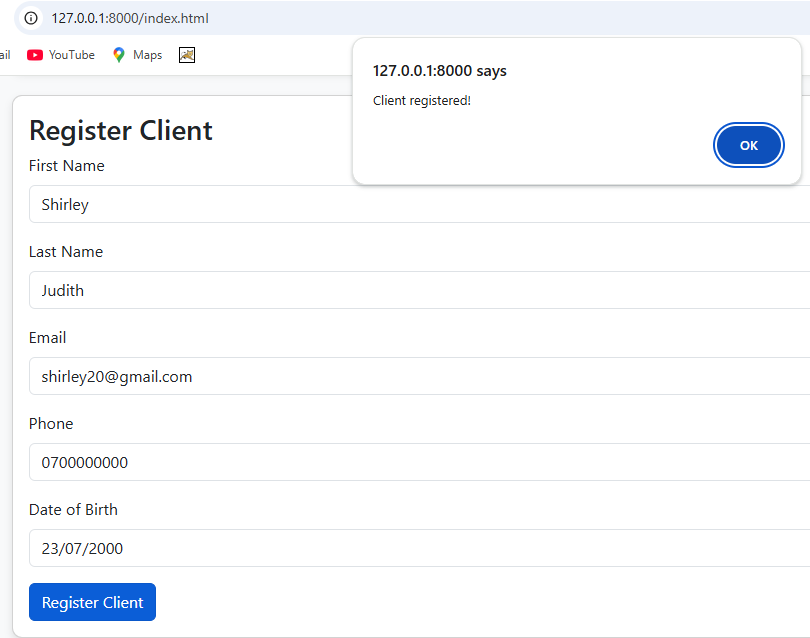 127.0.0.1:8000/index.html
ail YouTube Maps
127.0.0.1:8000 says
Client registered!
OK
Register Client
First Name
Shirley
Last Name
Judith
Email
shirley20@gmail.com
Phone
0700000000
Date of Birth
23/07/2000
Register Client